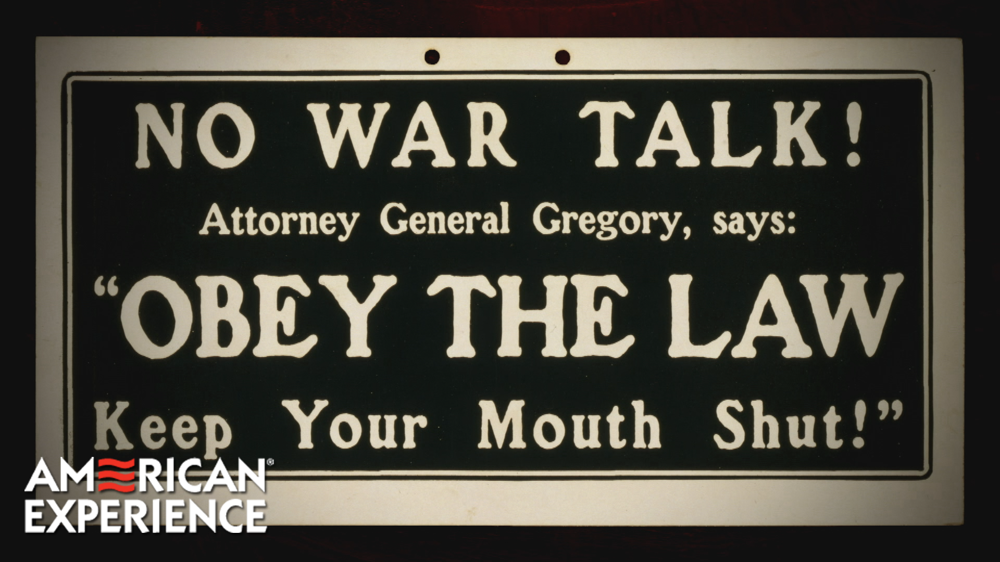 NO WAR TALK!
Attorney General Gregory, says:
“OBEY THE LAW
Keep Your Mouth Shut!”
AMERICAN®
EXPERIENCE